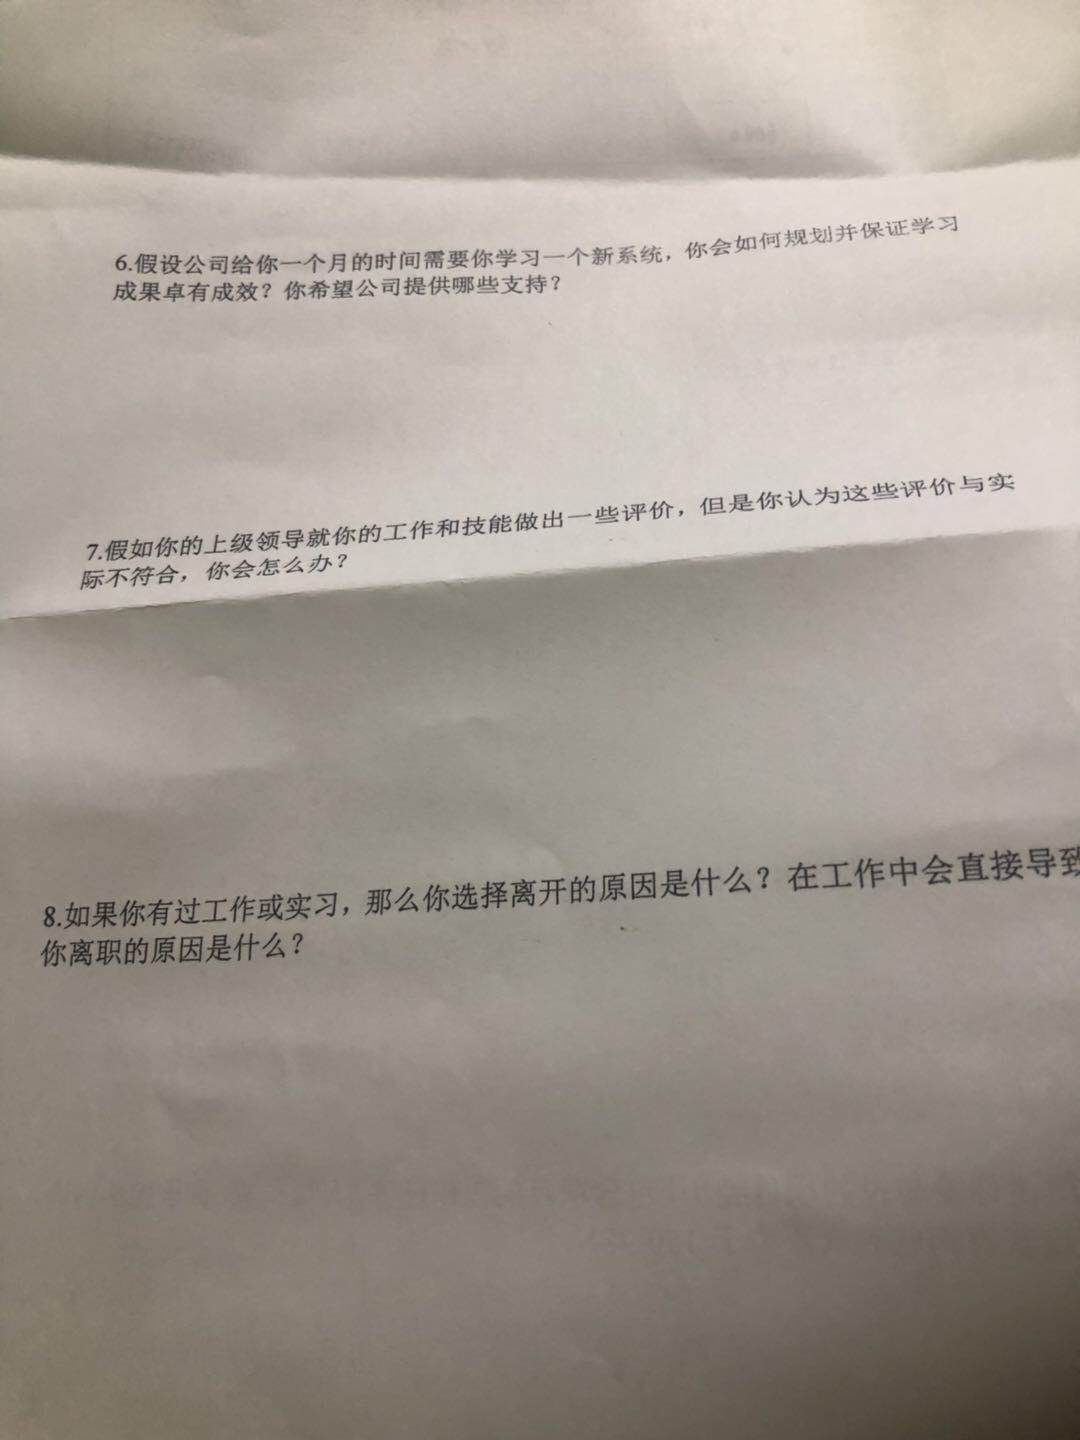 6.假设公司给你一个月的时间需要你学习一个新系统，你会如何规划并保证学习
成果卓有成效？你希望公司提供哪些支持？
7.假如你的上级领导就你的工作和技能做出一些评价，但是你认为这些评价与实
际不符合，你会怎么办？
8.如果你有过工作或实习，那么你选择离开的原因是什么？在工作中会直接导致
你离职的原因是什么？